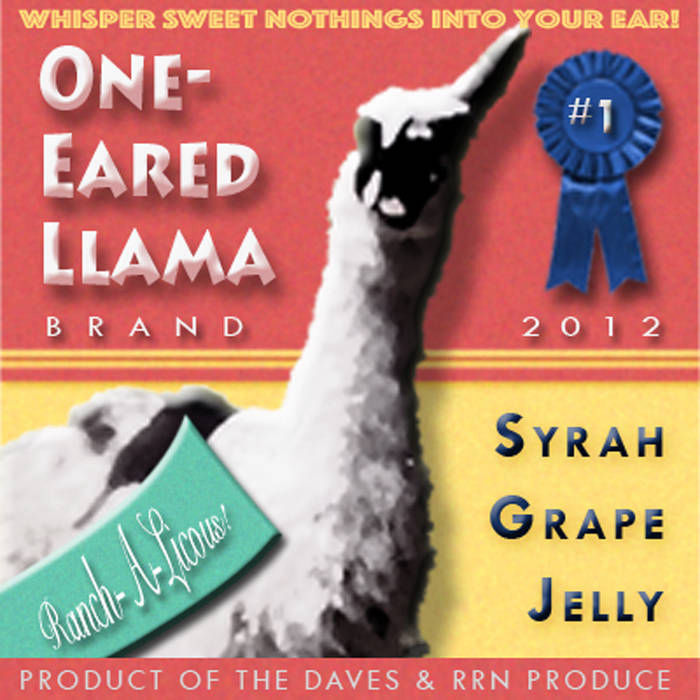 WHISPER SWEET NOTHINGS INTO YOUR EAR!
ONE-
EARED
LLAMA
BRAND
#1
2012
SYRAH
GRAPE
JELLY
Ranch-A-Licous!
PRODUCT OF THE DAVES & RRN PRODUCE